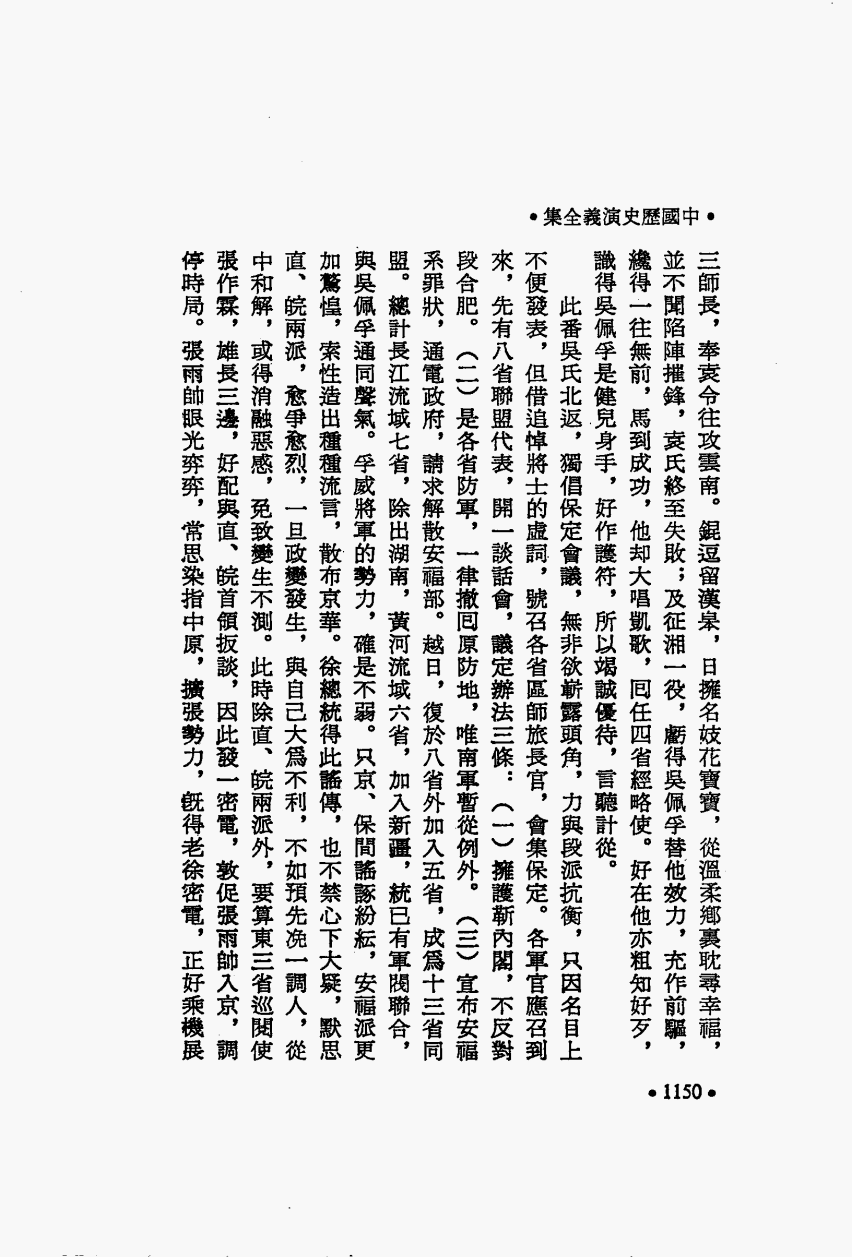 •中國歷史演義全集•
三師長，奉袁令往攻雲南。錕逗留漢臯，日擁名妓花寶寶，從溫柔鄉裏耽尋幸福，
並不聞陷陣摧鋒，袁氏終至失敗；及征湘一役，虧得吳佩孚替他效力，充作前驅，
纔得一往無前，馬到成功，他却大唱凱歌，囘任四省經略使。好在他亦粗知好歹，
識得吳佩孚是健兒身手，好作護符，所以竭誠優待，言聽計從。
此番吳氏北返，獨倡保定會議，無非欲嶄露頭角，力與段派抗衡，只因名目上
不便發表，但借追悼將士的虛詞，號召各省區師旅長官，會集保定。各軍官應召到
來，先有八省聯盟代表，開一談話會，議定辦法三條：（一）擁護靳內閣，不反對
段合肥。（二）是各省防軍，一律撤囘原防地，唯南軍暫從例外。（三）宣布安福
系罪狀，通電政府，請求解散安福部。越日，復於八省外加入五省，成爲十三省同
盟。總計長江流域七省，除出湖南，黃河流域六省，加入新疆，統已有軍閥聯合，
與吳佩孚通同聲氣。孚威將軍的勢力，確是不弱。只京、保間謠諑紛紜，安福派更
加驚惶，索性造出種種流言，散布京華。徐總統得此謠傳，也不禁心下大疑，默思
直、皖兩派，愈爭愈烈，一旦政變發生，與自己大爲不利，不如預先浼一調人，從
中和解，或得消融惡感，免致變生不測。此時除直、皖兩派外，要算東三省巡閱使
張作霖，雄長三邊，好配與直、皖首領扳談，因此發一密電，敦促張雨帥入京，調
停時局。張雨帥眼光弈弈，常思染指中原，擴張勢力，旣得老徐密電，正好乘機展
•1150•